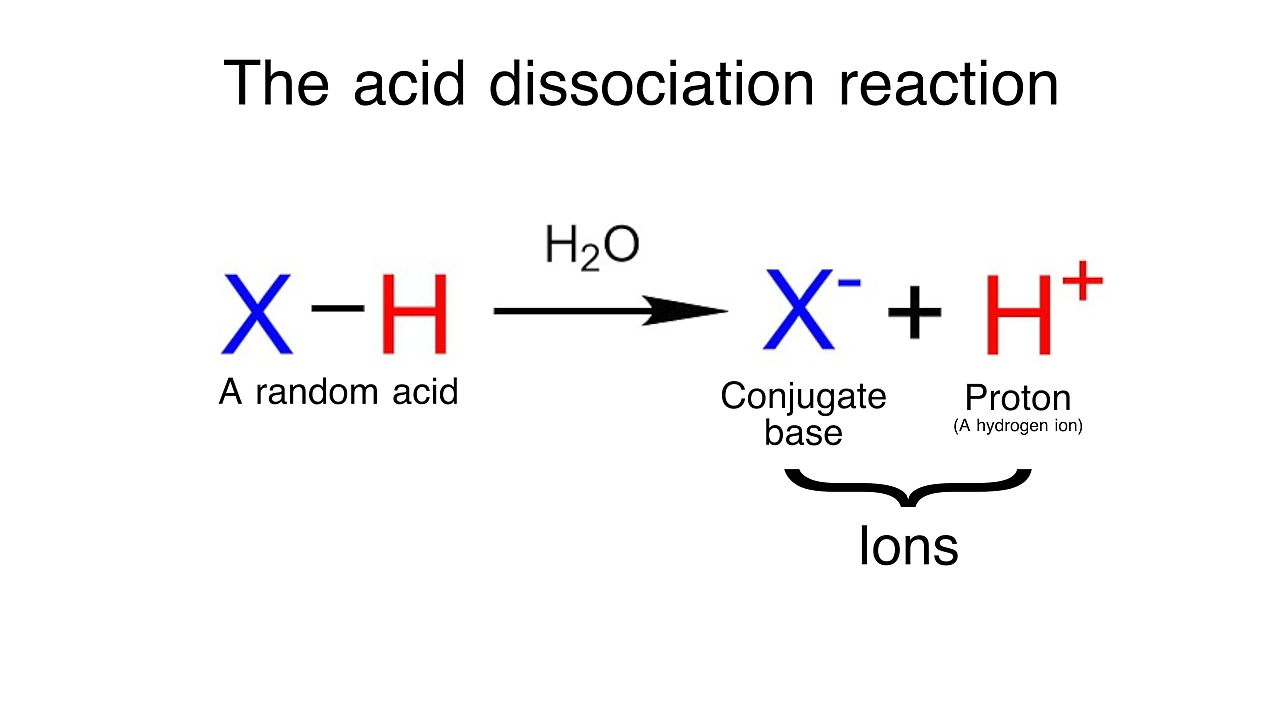 The acid dissociation reaction
H₂O
X – H
X⁻ + H⁺
A random acid
Conjugate
base
Proton
(A hydrogen ion)
Ions